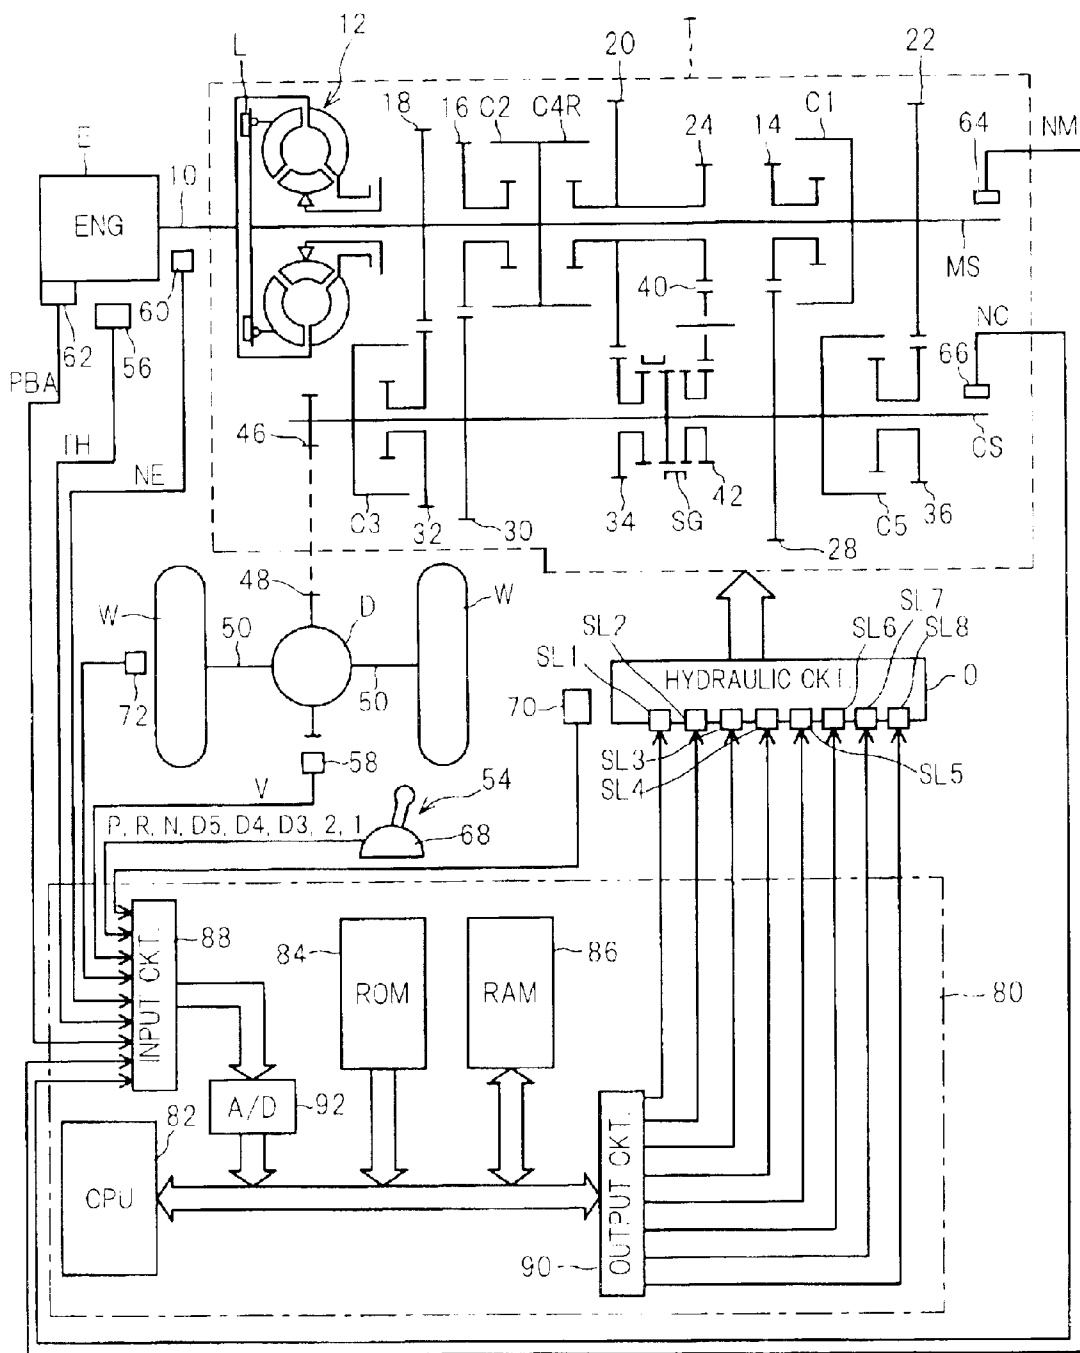 T
L 12 20 22
E 18 16 C2 C4R 24 14 C1 64 NM
10
ENG
MS
60 40 NC
62 56 66
PBA
TH 46 CS
NE
C3 32 30 34 SG 42 28 C5 36
48 D
W W
50 SL7
SL2 SL6 SL8
SL1
HYDRAULIC CKT. O
72 50 70
58 SL3 SL5
V 54 SL4
P, R, N, D5, D4, D3, 2, 1 68
88 84 86
INPUT CKT. ROM RAM 80
A/D 92
82
CPU OUTPUT CKT.
90